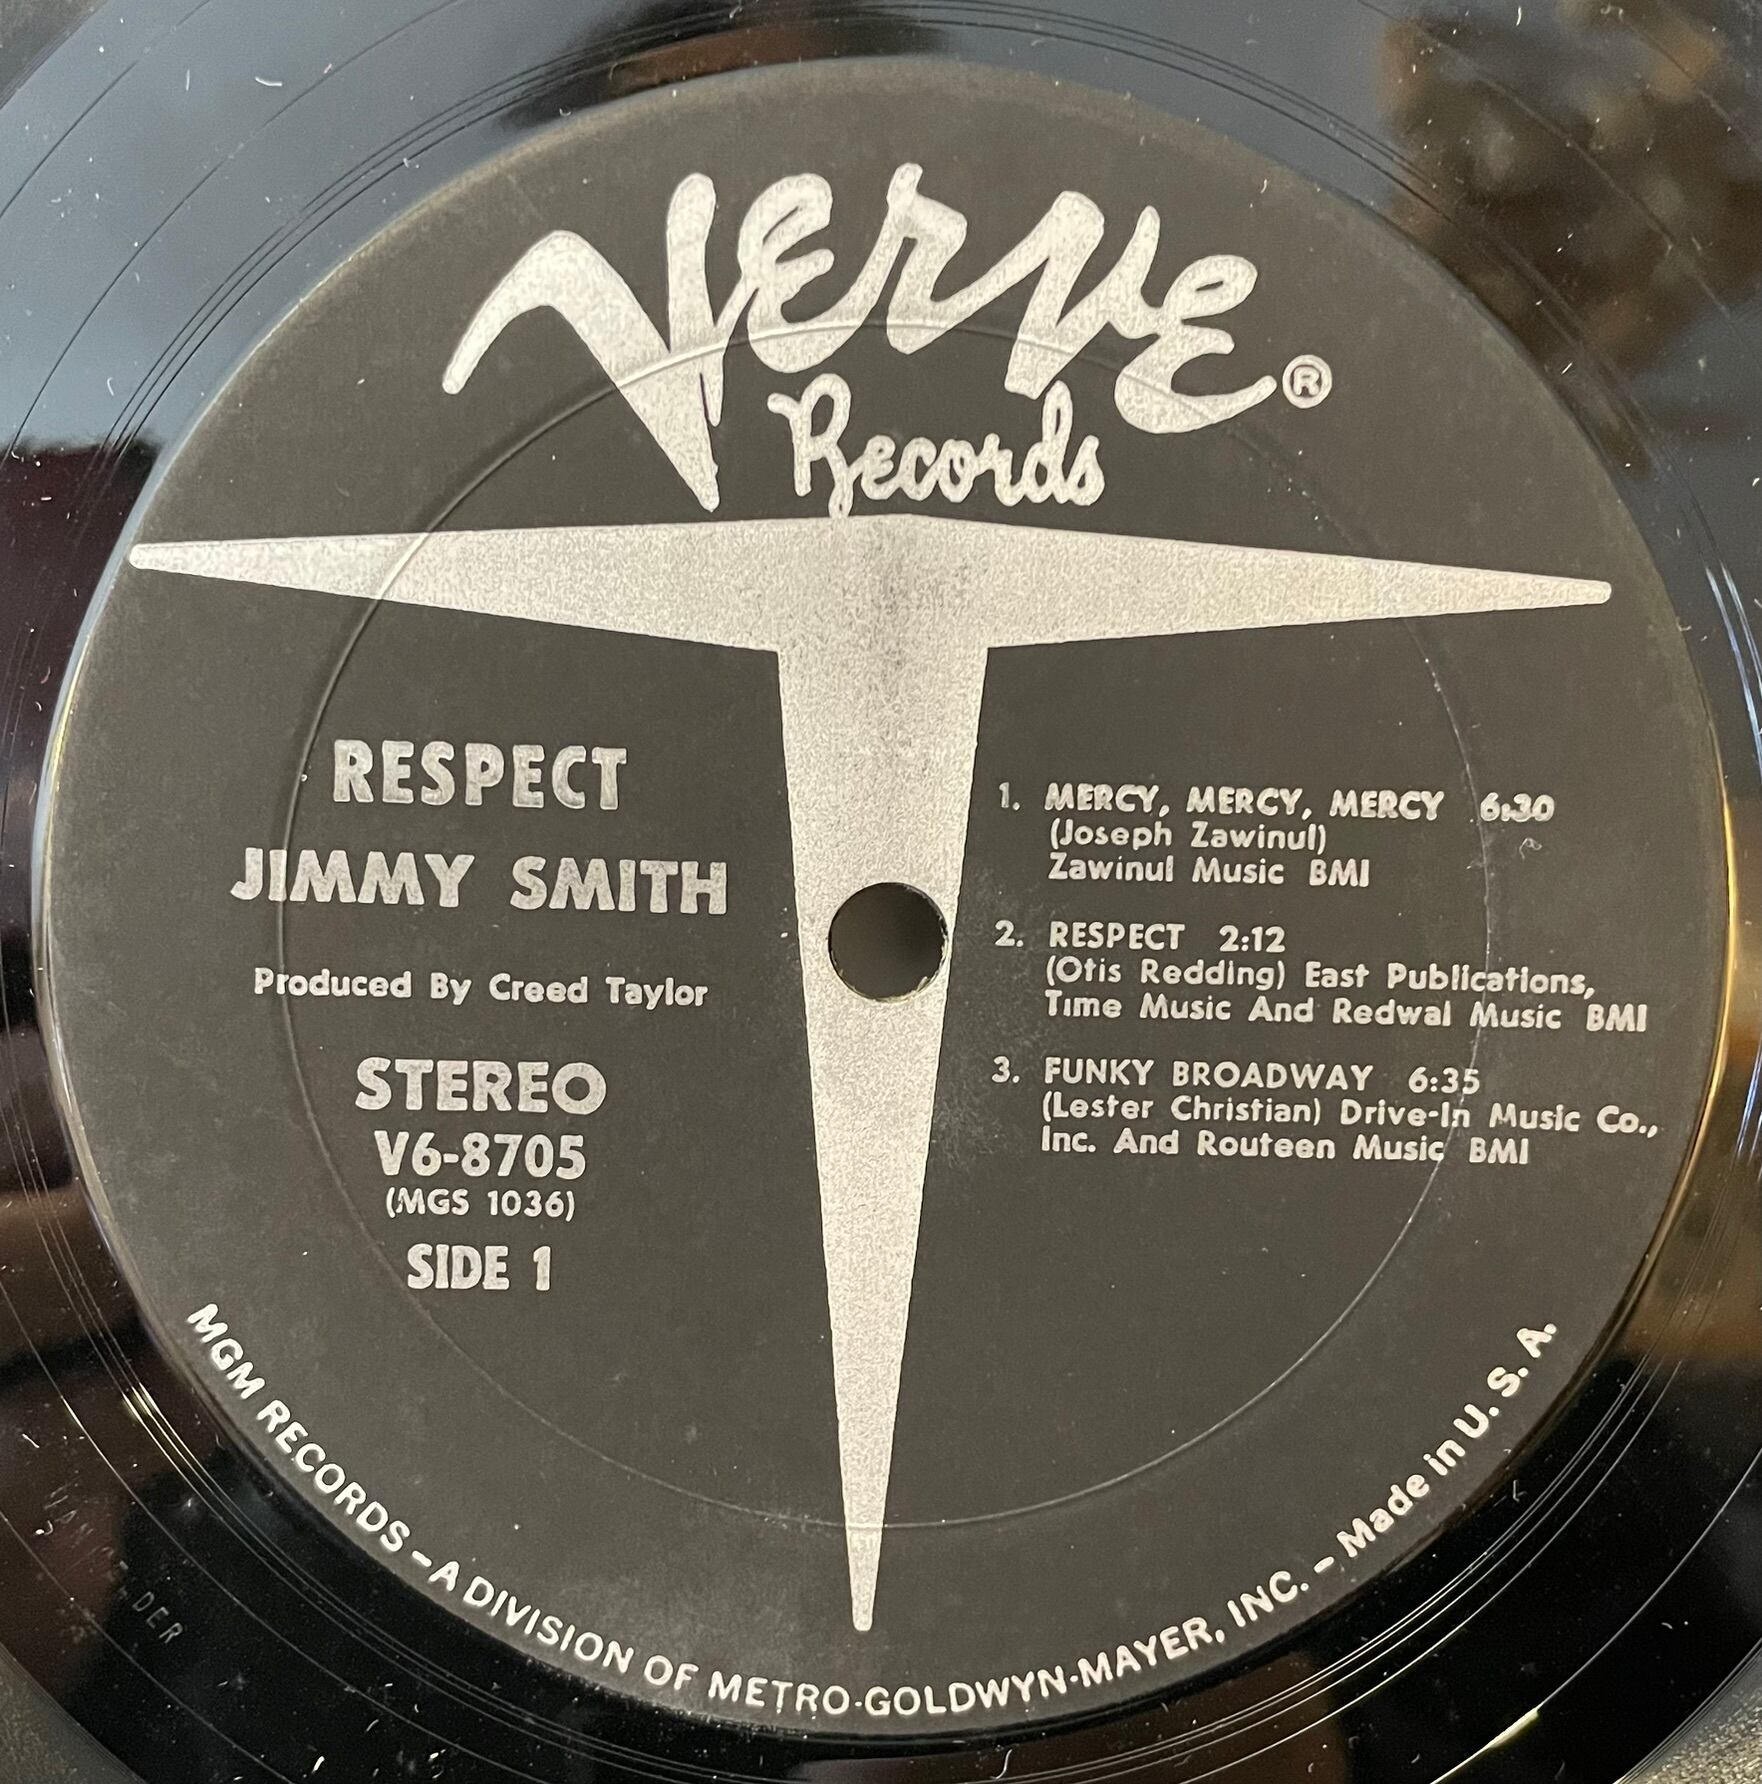 Verve ®
Records
RESPECT
JIMMY SMITH
Produced By Creed Taylor
STEREO
V6-8705
(MGS 1036)
SIDE 1
1. MERCY, MERCY, MERCY 6:30
(Joseph Zawinul)
Zawinul Music BMI
2. RESPECT 2:12
(Otis Redding) East Publications,
Time Music And Redwal Music BMI
3. FUNKY BROADWAY 6:35
(Lester Christian) Drive-In Music Co.,
Inc. And Routeen Music BMI
MGM RECORDS – A DIVISION OF METRO-GOLDWYN-MAYER, INC. – Made in U. S. A.
DER